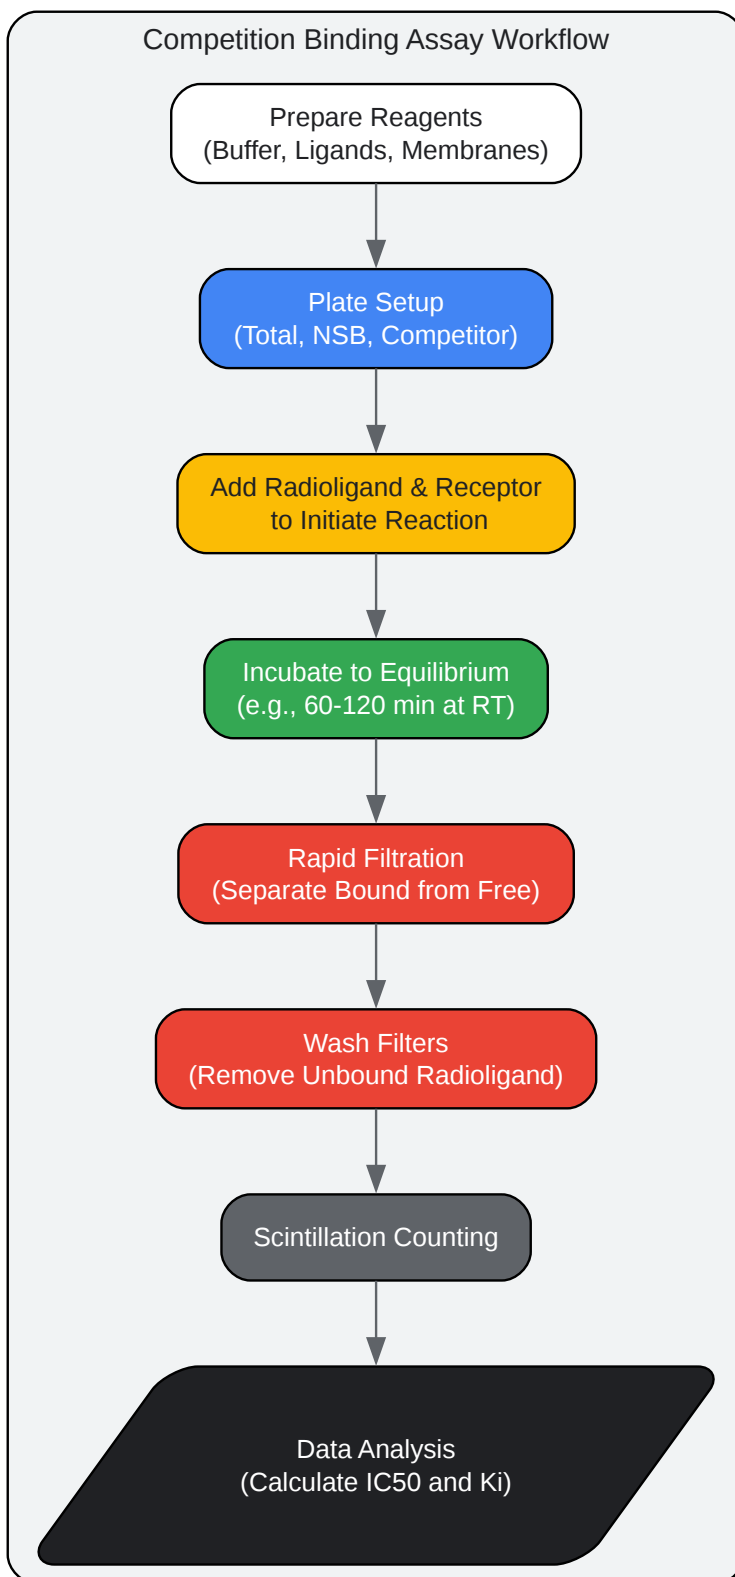 Competition Binding Assay Workflow
Prepare Reagents
(Buffer, Ligands, Membranes)
Plate Setup
(Total, NSB, Competitor)
Add Radioligand & Receptor
to Initiate Reaction
Incubate to Equilibrium
(e.g., 60-120 min at RT)
Rapid Filtration
(Separate Bound from Free)
Wash Filters
(Remove Unbound Radioligand)
Scintillation Counting
Data Analysis
(Calculate IC50 and Ki)